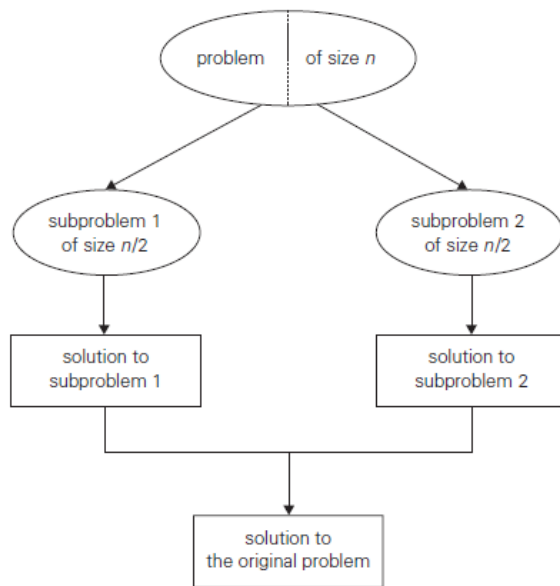 problem of size n
subproblem 1
of size n/2
subproblem 2
of size n/2
solution to
subproblem 1
solution to
subproblem 2
solution to
the original problem